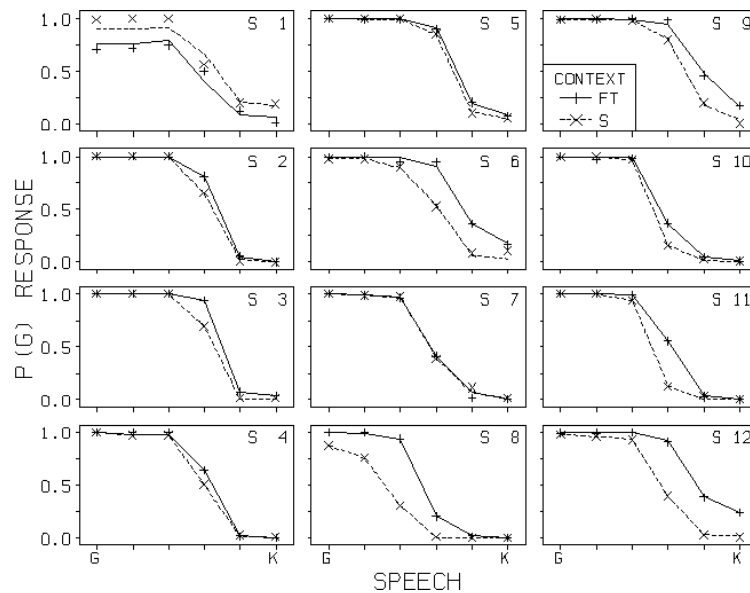 P(G) RESPONSE
1.0
0.5
0.0
S 1
S 5
S 9
CONTEXT
FT
S
1.0
0.5
0.0
S 2
S 6
S 10
1.0
0.5
0.0
S 3
S 7
S 11
1.0
0.5
0.0
S 4
S 8
S 12
G K G K G K
SPEECH